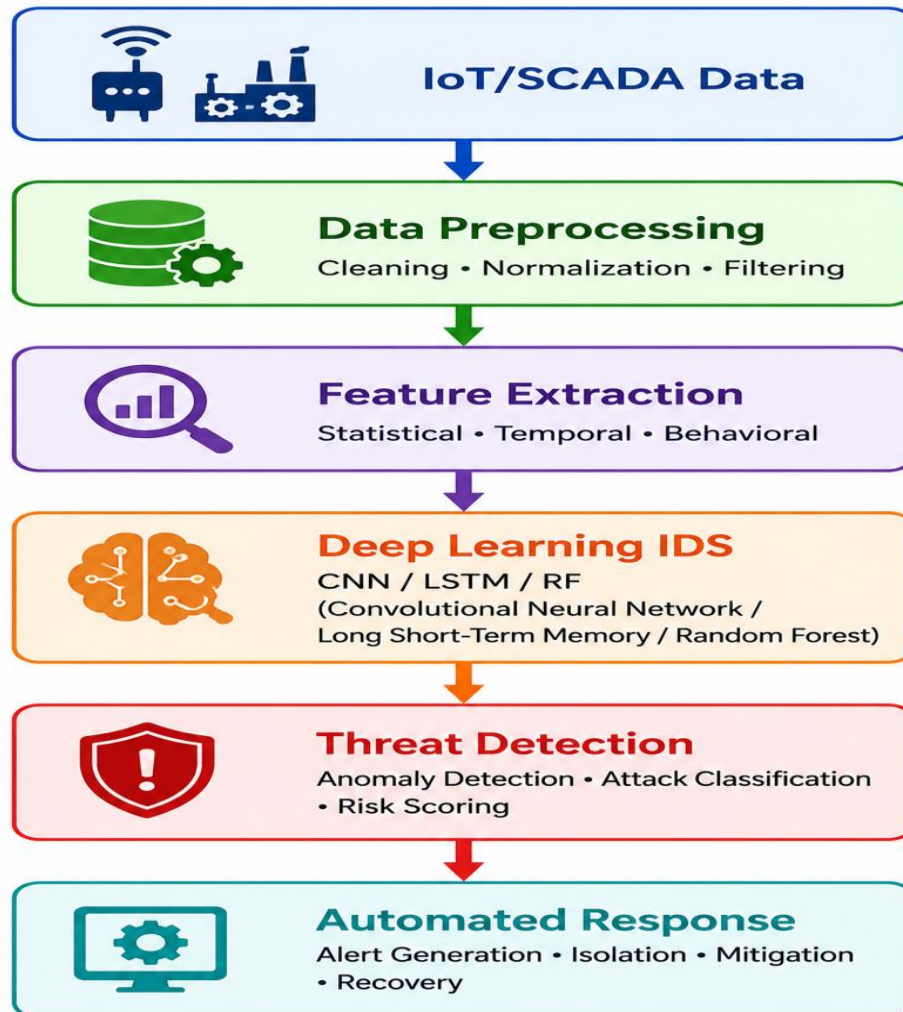 IoT/SCADA Data
Data Preprocessing
Cleaning • Normalization • Filtering
Feature Extraction
Statistical • Temporal • Behavioral
Deep Learning IDS
CNN / LSTM / RF
(Convolutional Neural Network /
Long Short-Term Memory / Random Forest)
Threat Detection
Anomaly Detection • Attack Classification
• Risk Scoring
Automated Response
Alert Generation • Isolation • Mitigation
• Recovery